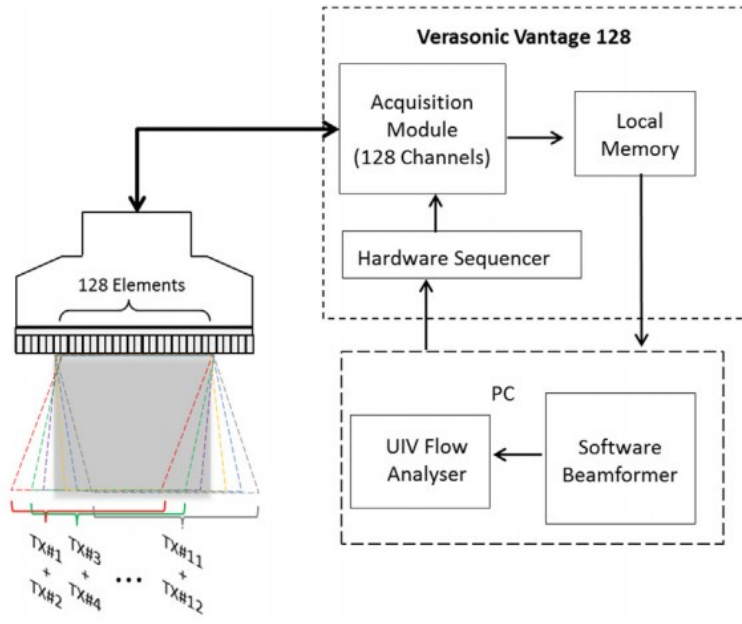 Verasonic Vantage 128
Acquisition
Module
(128 Channels)
Local
Memory
Hardware Sequencer
128 Elements
PC
UIV Flow
Analyser
Software
Beamformer
TX#1
+
TX#2
TX#3
+
TX#4
...
TX#11
+
TX#12